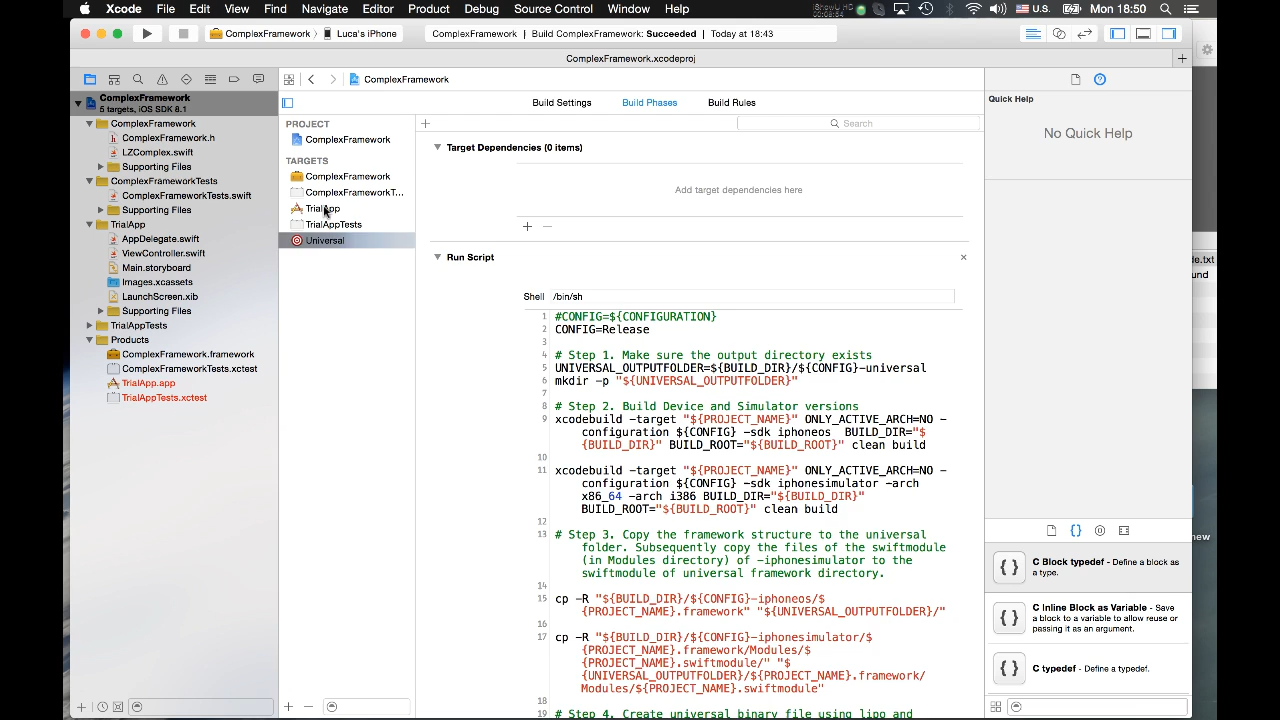 Xcode File Edit View Find Navigate Editor Product Debug Source Control Window Help
U.S. Mon 18:50
ComplexFramework Luca's iPhone
ComplexFramework | Build ComplexFramework: Succeeded | Today at 18:43
ComplexFramework.xcodeproj
ComplexFramework
ComplexFramework
5 targets, iOS SDK 8.1
ComplexFramework
ComplexFramework.h
LZComplex.swift
Supporting Files
ComplexFrameworkTests
ComplexFrameworkTests.swift
Supporting Files
TrialApp
AppDelegate.swift
ViewController.swift
Main.storyboard
Images.xcassets
LaunchScreen.xib
Supporting Files
TrialAppTests
Products
ComplexFramework.framework
ComplexFrameworkTests.xctest
TrialApp.app
TrialAppTests.xctest
PROJECT
ComplexFramework
TARGETS
ComplexFramework
ComplexFrameworkT...
TrialApp
TrialAppTests
Universal
Build Settings Build Phases Build Rules
Search
Target Dependencies (0 items)
Add target dependencies here
Run Script
Shell /bin/sh
1 #CONFIG=${CONFIGURATION}
2 CONFIG=Release
3
4 # Step 1. Make sure the output directory exists
5 UNIVERSAL_OUTPUTFOLDER=${BUILD_DIR}/${CONFIG}-universal
6 mkdir -p "${UNIVERSAL_OUTPUTFOLDER}"
7
8 # Step 2. Build Device and Simulator versions
9 xcodebuild -target "${PROJECT_NAME}" ONLY_ACTIVE_ARCH=NO -
configuration ${CONFIG} -sdk iphoneos BUILD_DIR="$
{BUILD_DIR}" BUILD_ROOT="${BUILD_ROOT}" clean build
10
11 xcodebuild -target "${PROJECT_NAME}" ONLY_ACTIVE_ARCH=NO -
configuration ${CONFIG} -sdk iphonesimulator -arch
x86_64 -arch i386 BUILD_DIR="${BUILD_DIR}"
BUILD_ROOT="${BUILD_ROOT}" clean build
12
13 # Step 3. Copy the framework structure to the universal
folder. Subsequently copy the files of the swiftmodule
(in Modules directory) of -iphonesimulator to the
swiftmodule of universal framework directory.
14
15 cp -R "${BUILD_DIR}/${CONFIG}-iphoneos/$
{PROJECT_NAME}.framework" "${UNIVERSAL_OUTPUTFOLDER}/"
16
17 cp -R "${BUILD_DIR}/${CONFIG}-iphonesimulator/$
{PROJECT_NAME}.framework/Modules/$
{PROJECT_NAME}.swiftmodule/" "$
{UNIVERSAL_OUTPUTFOLDER}/${PROJECT_NAME}.framework/
Modules/${PROJECT_NAME}.swiftmodule"
18
19 # Step 4. Create universal binary file using lipo and
Quick Help
No Quick Help
C Block typedef - Define a block as
a type.
C Inline Block as Variable - Save
a block to a variable to allow reuse or
passing it as an argument.
C typedef - Define a typedef.